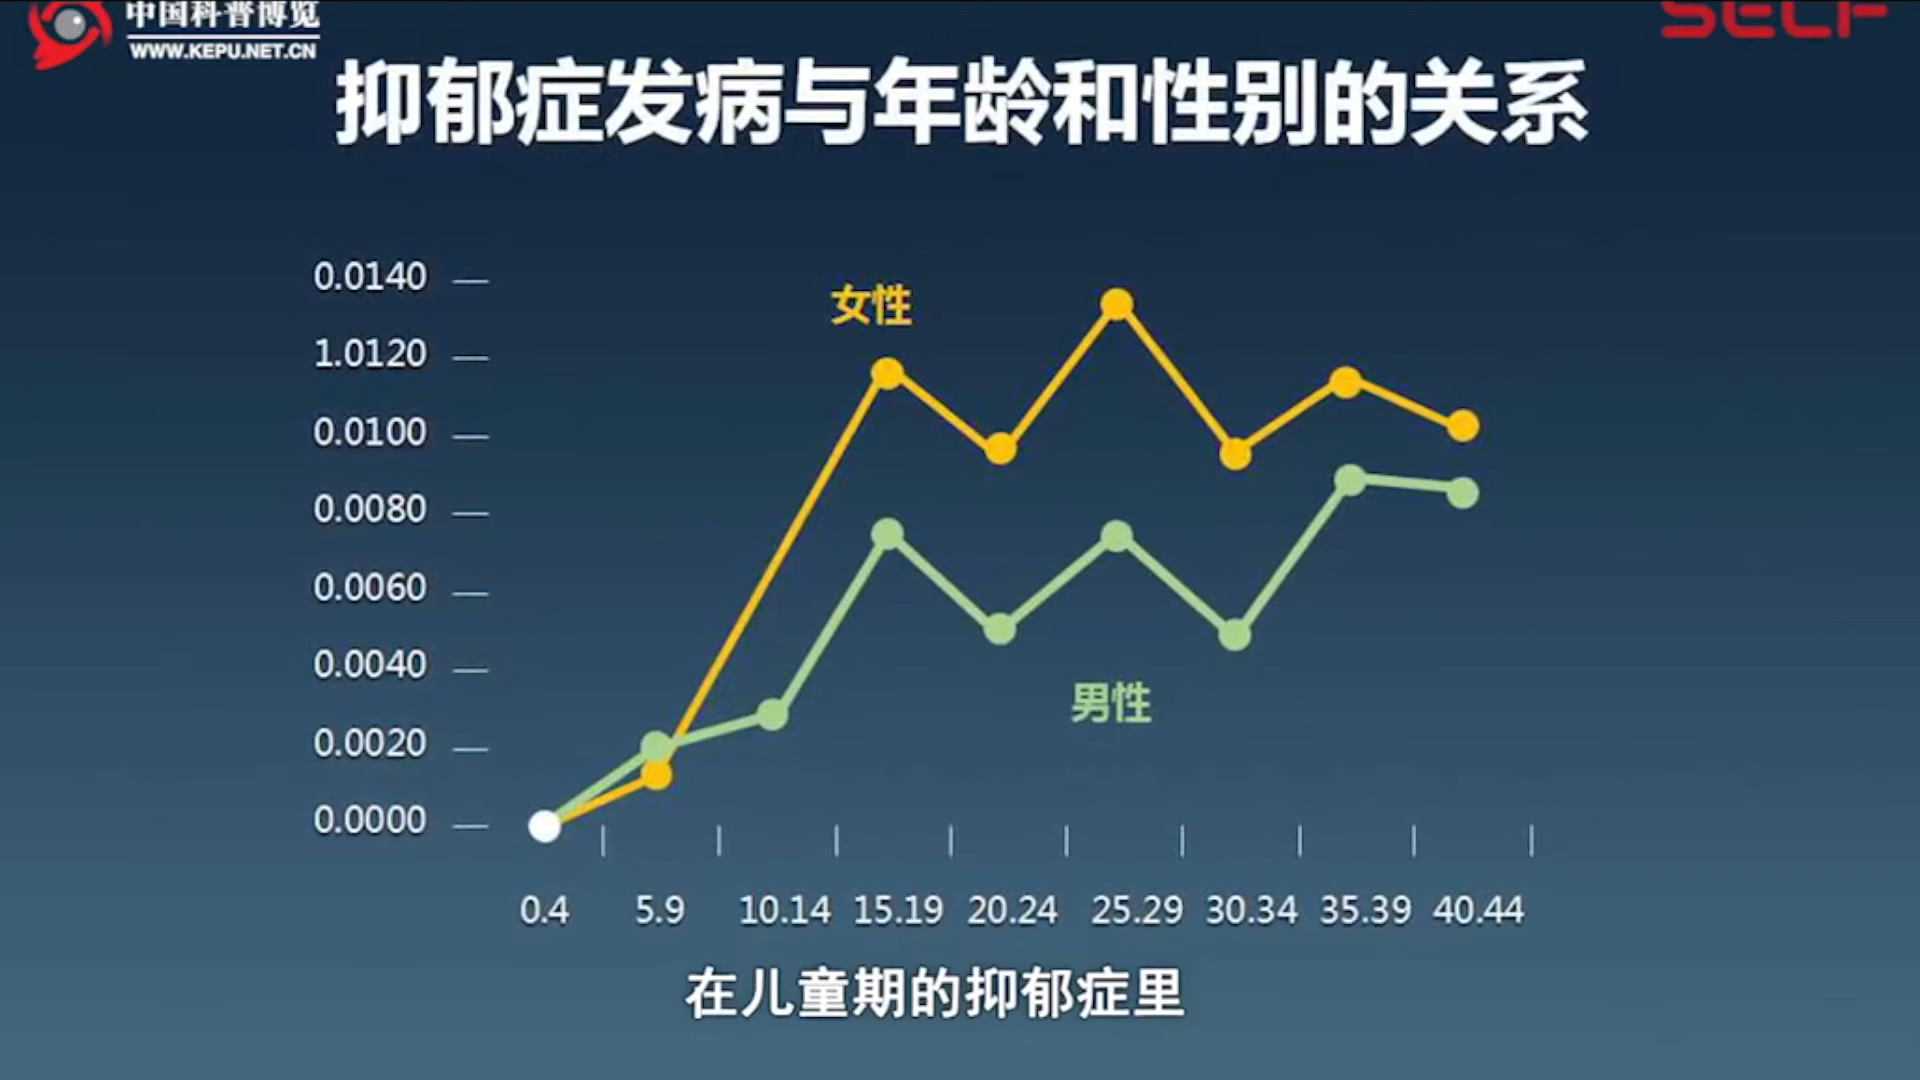 中国科普博览
WWW.KEPU.NET.CN
SELF
抑郁症发病与年龄和性别的关系
0.0140
女性
1.0120
0.0100
0.0080
0.0060
0.0040
男性
0.0020
0.0000
0.4 5.9 10.14 15.19 20.24 25.29 30.34 35.39 40.44
在儿童期的抑郁症里